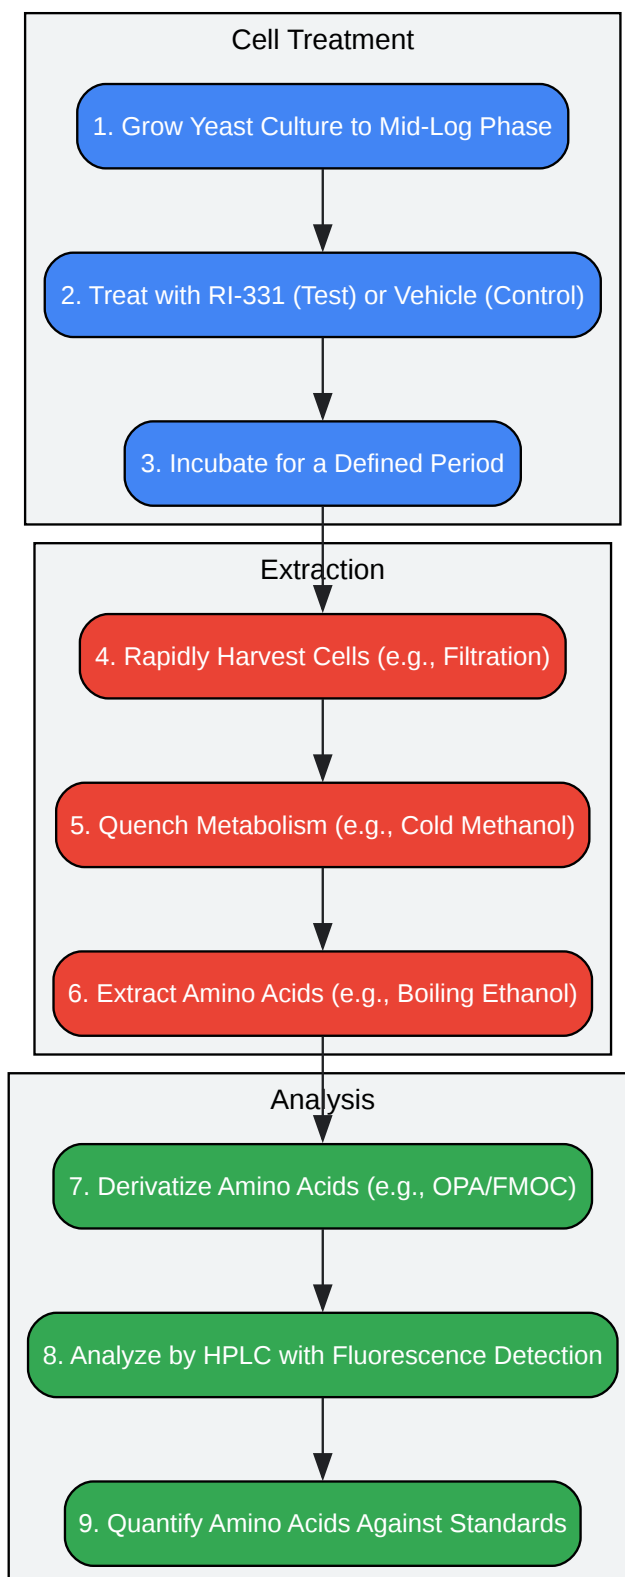 Cell Treatment
1. Grow Yeast Culture to Mid-Log Phase
2. Treat with RI-331 (Test) or Vehicle (Control)
3. Incubate for a Defined Period
Extraction
4. Rapidly Harvest Cells (e.g., Filtration)
5. Quench Metabolism (e.g., Cold Methanol)
6. Extract Amino Acids (e.g., Boiling Ethanol)
Analysis
7. Derivatize Amino Acids (e.g., OPA/FMOC)
8. Analyze by HPLC with Fluorescence Detection
9. Quantify Amino Acids Against Standards